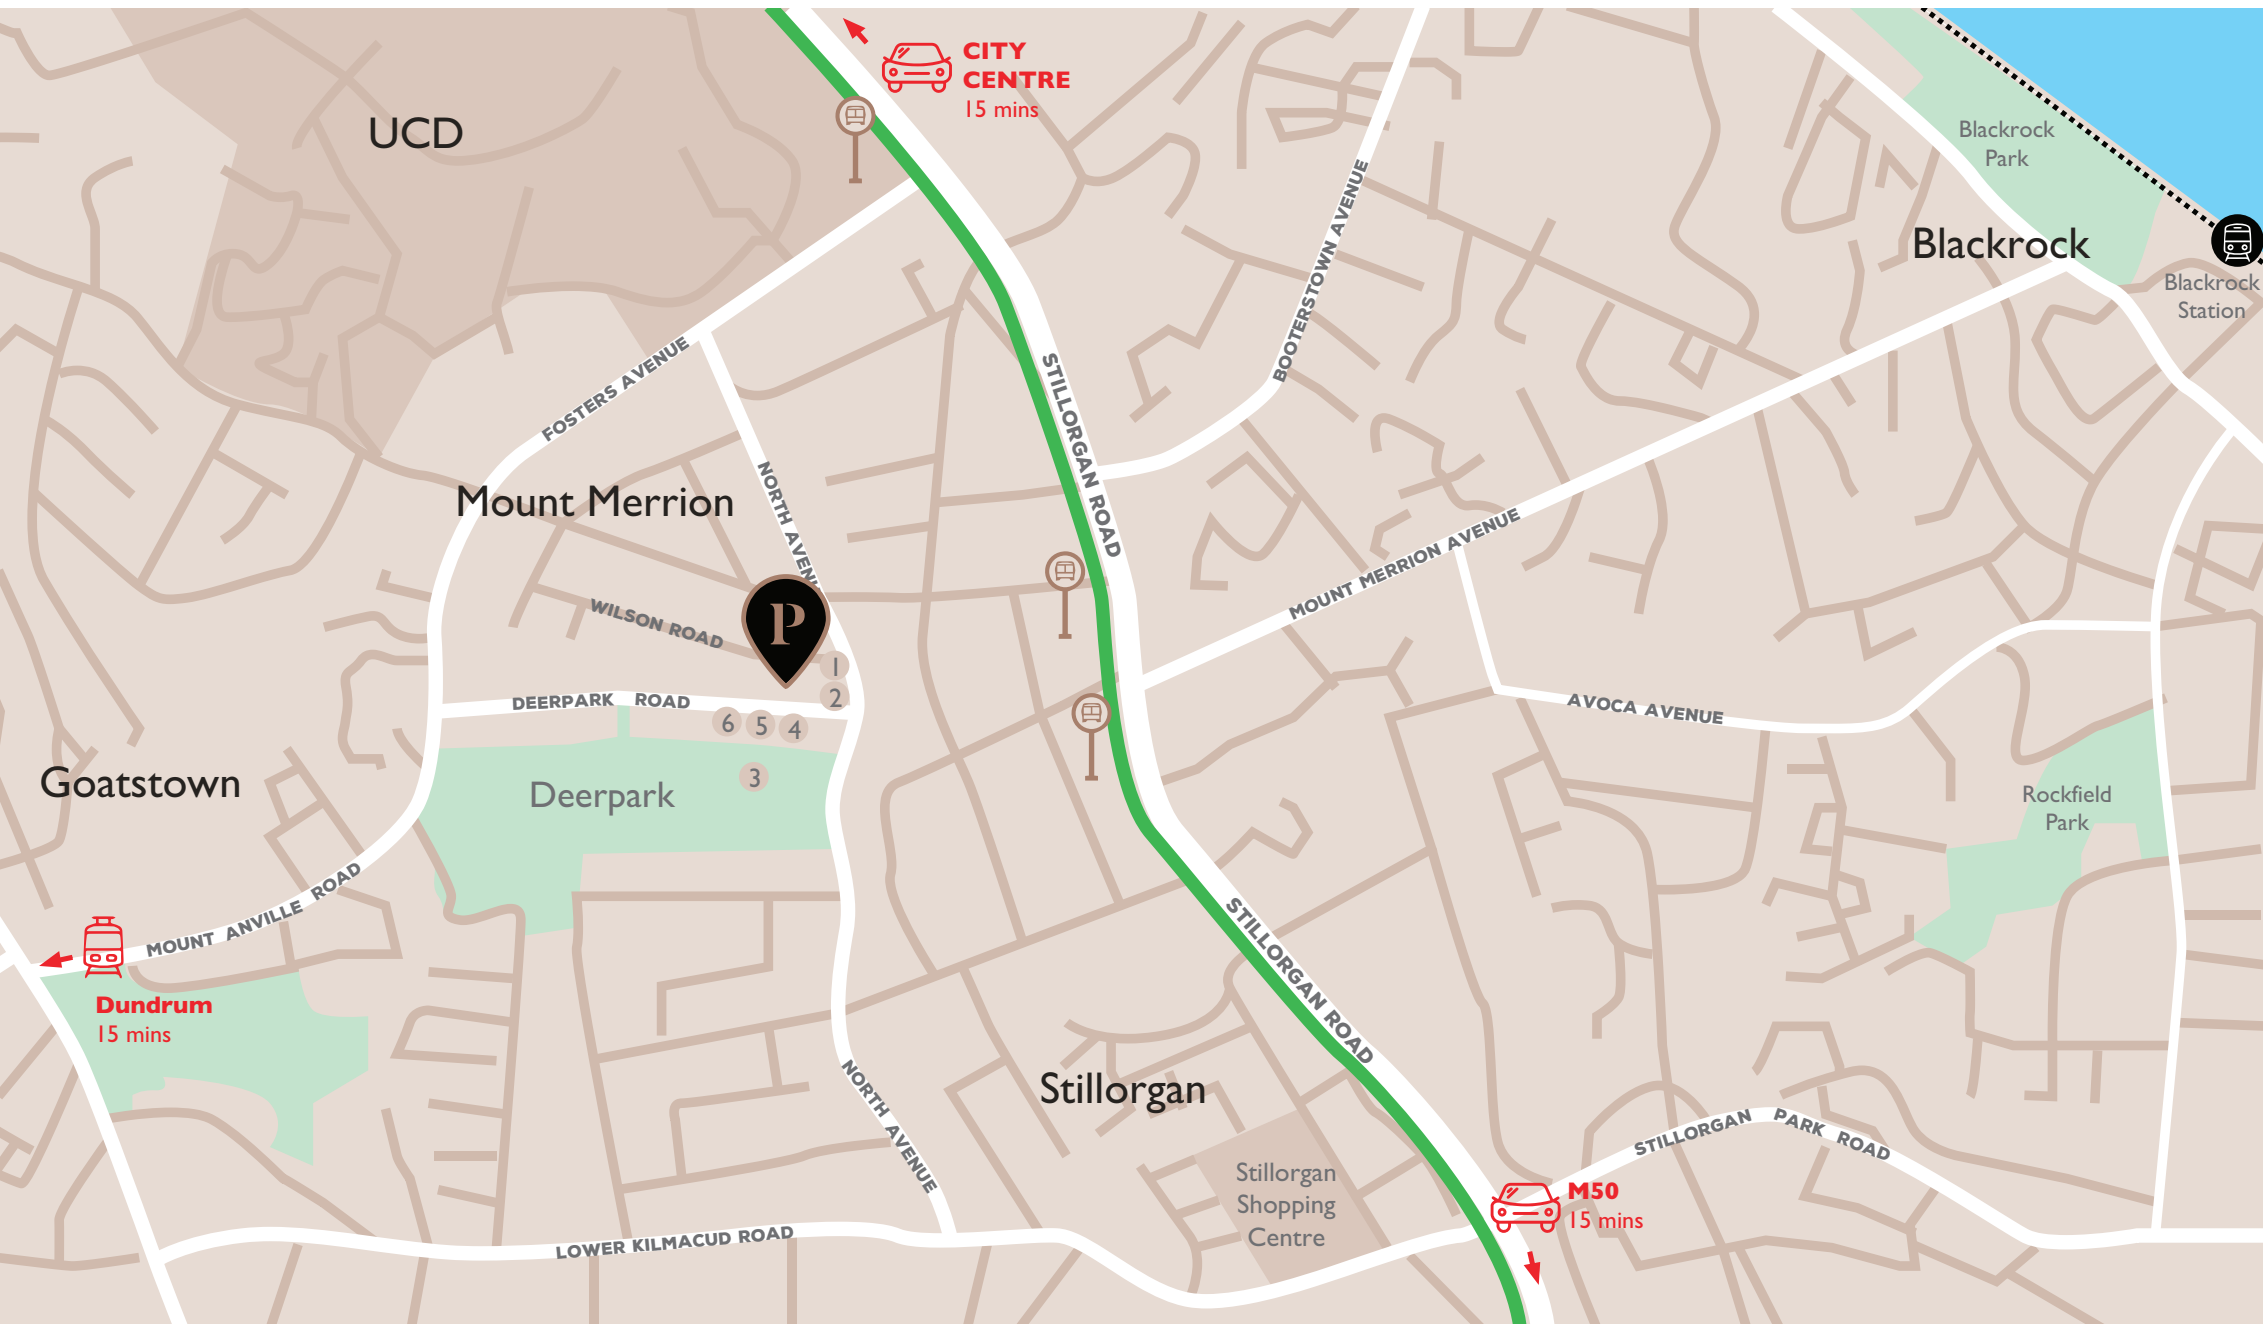 CITY
CENTRE
15 mins
UCD
Blackrock
Park
Blackrock
Blackrock
Station
BOOTERSTOWN AVENUE
FOSTERS AVENUE
STILLORGAN ROAD
Mount Merrion
NORTH AVENUE
MOUNT MERRION AVENUE
WILSON ROAD
P
1
2
DEERPARK ROAD
6
5
4
3
AVOCA AVENUE
Goatstown
Deerpark
Rockfield
Park
MOUNT ANVILLE ROAD
STILLORGAN ROAD
Dundrum
15 mins
NORTH AVENUE
Stillorgan
STILLORGAN PARK ROAD
Stillorgan
Shopping
Centre
M50
15 mins
LOWER KILMACUD ROAD